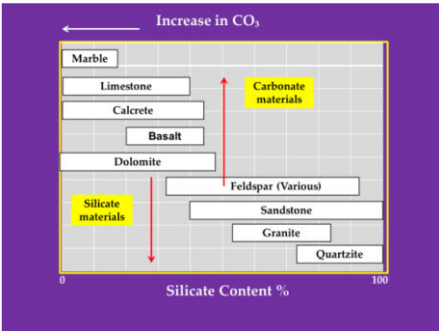 Increase in CO₃
Marble
Limestone
Carbonate
materials
Calcrete
Basalt
Dolomite
Feldspar (Various)
Silicate
materials
Sandstone
Granite
Quartzite
0
100
Silicate Content %